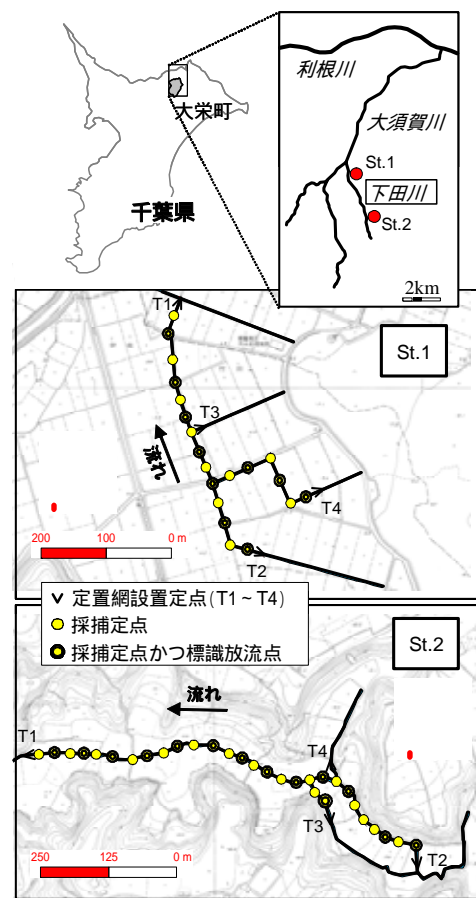 利根川
大栄町
大須賀川
St.1
千葉県
下田川
St.2
2km
T1
St.1
T3
流れ
T4
200 100 0 m
T2
定置網設置定点(T1~T4)
採捕定点
採捕定点かつ標識放流点
St.2
流れ
T1
T4
T3
T2
250 125 0 m